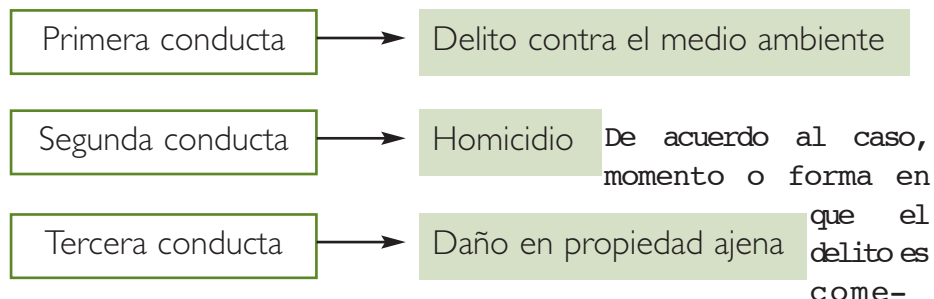 Primera conducta Delito contra el medio ambiente
Segunda conducta Homicidio
Tercera conducta Daño en propiedad ajena
De acuerdo al caso,
momento o forma en
que el
delito es
come-